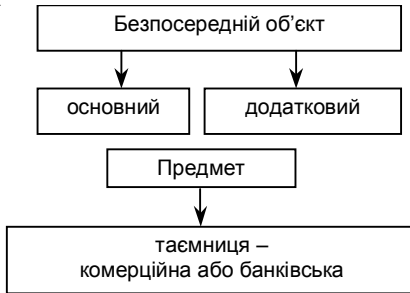 Безпосередній об’єкт
основний
додатковий
Предмет
таємниця –
комерційна або банківська